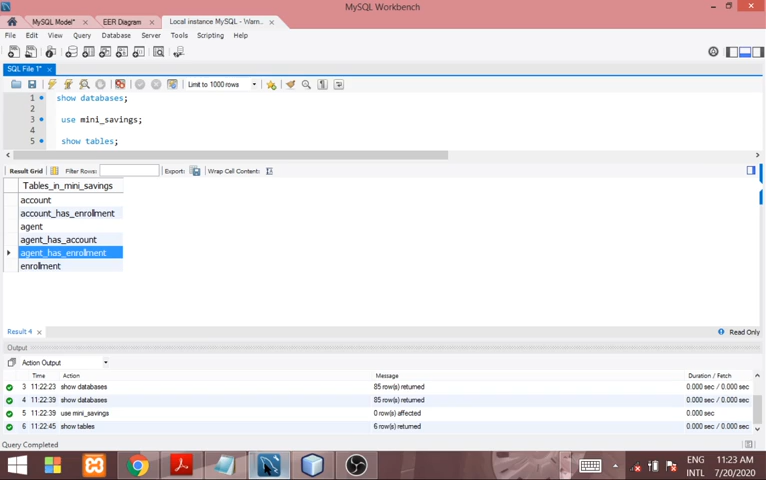 MySQL Workbench
MySQL Model* × EER Diagram × Local instance MySQL - Warn... ×
File Edit View Query Database Server Tools Scripting Help
SQL File 1* ×
Limit to 1000 rows
1 show databases;
2
3 use mini_savings;
4
5 show tables;
Result Grid Filter Rows: Export: Wrap Cell Content:
Tables_in_mini_savings
account
account_has_enrollment
agent
agent_has_account
agent_has_enrollment
enrollment
Result 4 × Read Only
Output
Action Output
Time Action Message Duration / Fetch
3 11:22:23 show databases 85 row(s) returned 0.000 sec / 0.000 sec
4 11:22:39 show databases 85 row(s) returned 0.000 sec / 0.000 sec
5 11:22:39 use mini_savings 0 row(s) affected 0.000 sec
6 11:22:45 show tables 6 row(s) returned 0.000 sec / 0.000 sec
Query Completed
ENG 11:23 AM
INTL 7/20/2020